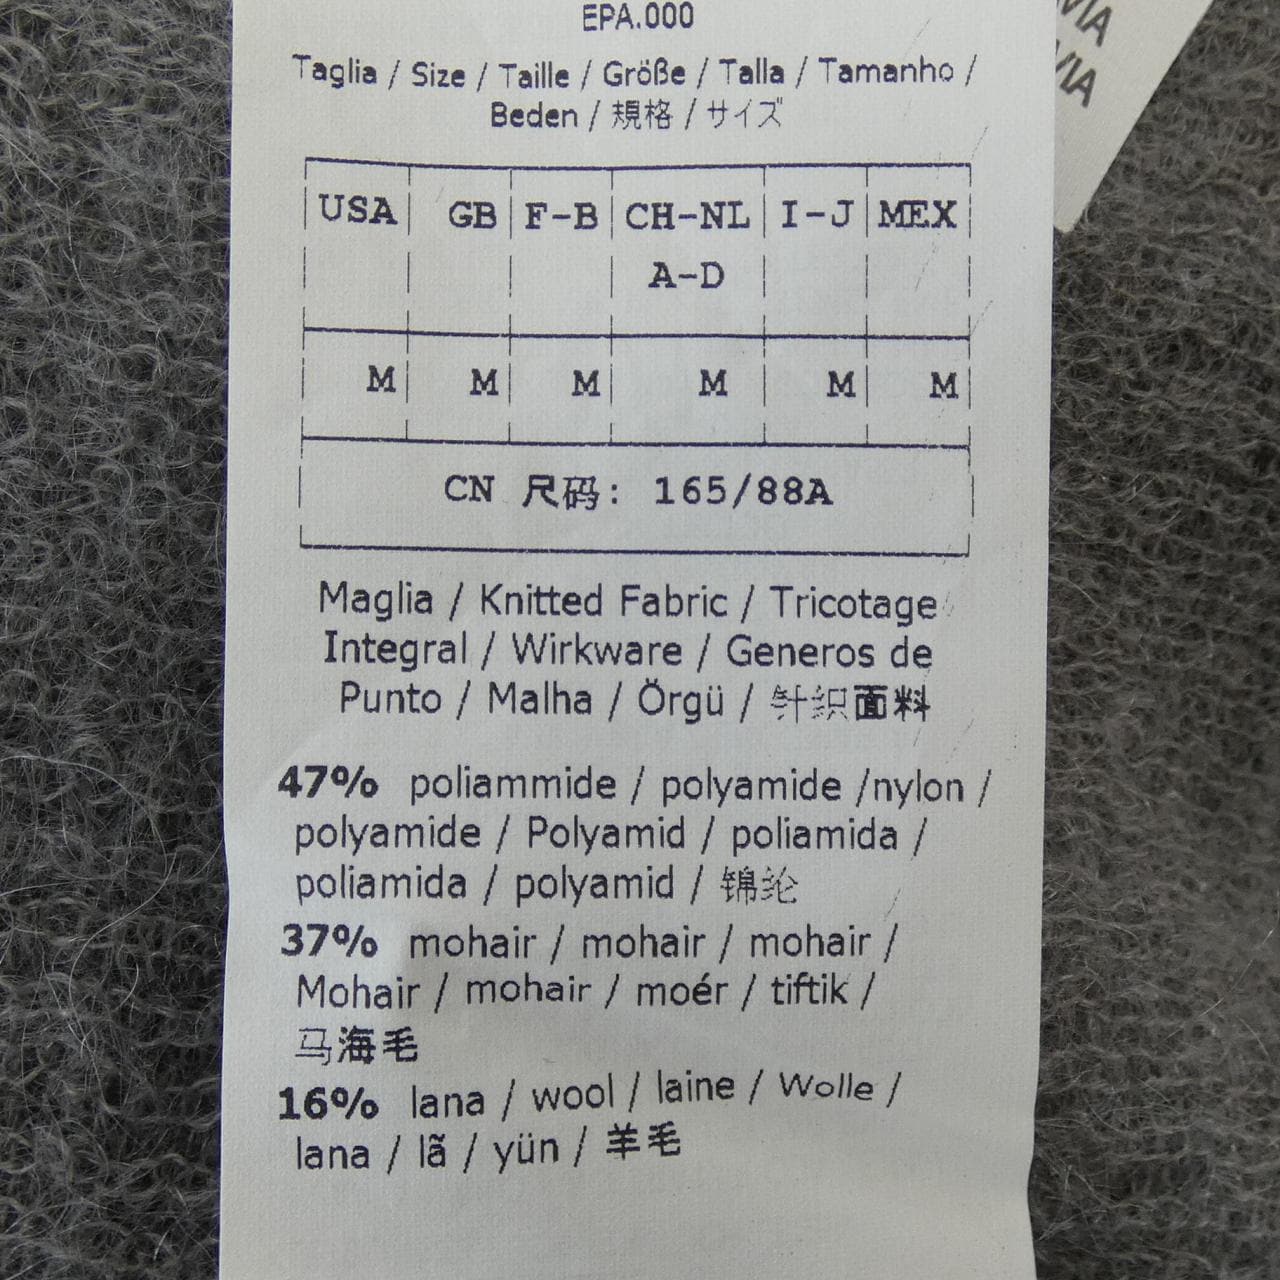 EPA.000
VIA
VIA
Taglia / Size / Taille / Größe / Talla / Tamanho /
Beden / 規格 / サイズ
USA GB F-B CH-NL I-J MEX
A-D
M M M M M M
CN 尺码: 165/88A
Maglia / Knitted Fabric / Tricotage
Integral / Wirkware / Generos de
Punto / Malha / Örgü / 针织面料
47% poliammide / polyamide /nylon /
polyamide / Polyamid / poliamida /
poliamida / polyamid / 锦纶
37% mohair / mohair / mohair /
Mohair / mohair / moér / tiftik /
马海毛
16% lana / wool / laine / Wolle /
lana / lã / yün / 羊毛